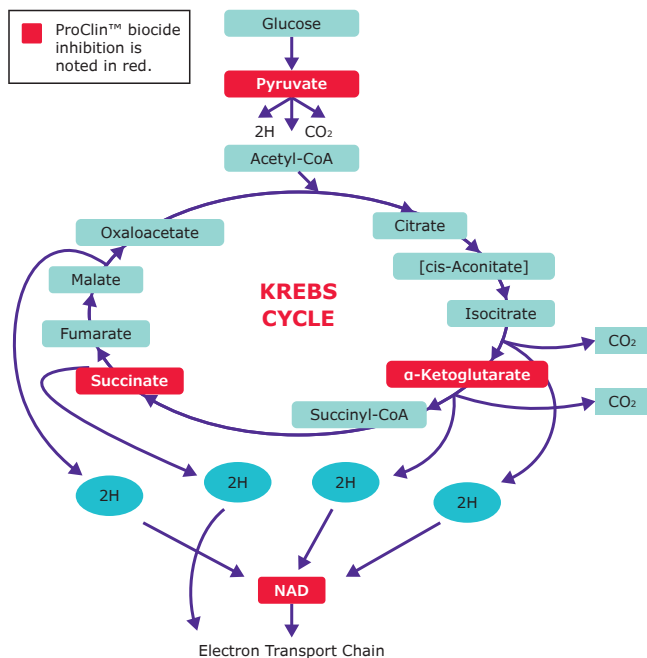 ProClin™ biocide
inhibition is
noted in red.
Glucose
Pyruvate
2H CO₂
Acetyl-CoA
Oxaloacetate
Citrate
[cis-Aconitate]
Malate
KREBS
CYCLE
Isocitrate
Fumarate
CO₂
Succinate
α-Ketoglutarate
CO₂
Succinyl-CoA
2H
2H
2H
2H
NAD
Electron Transport Chain